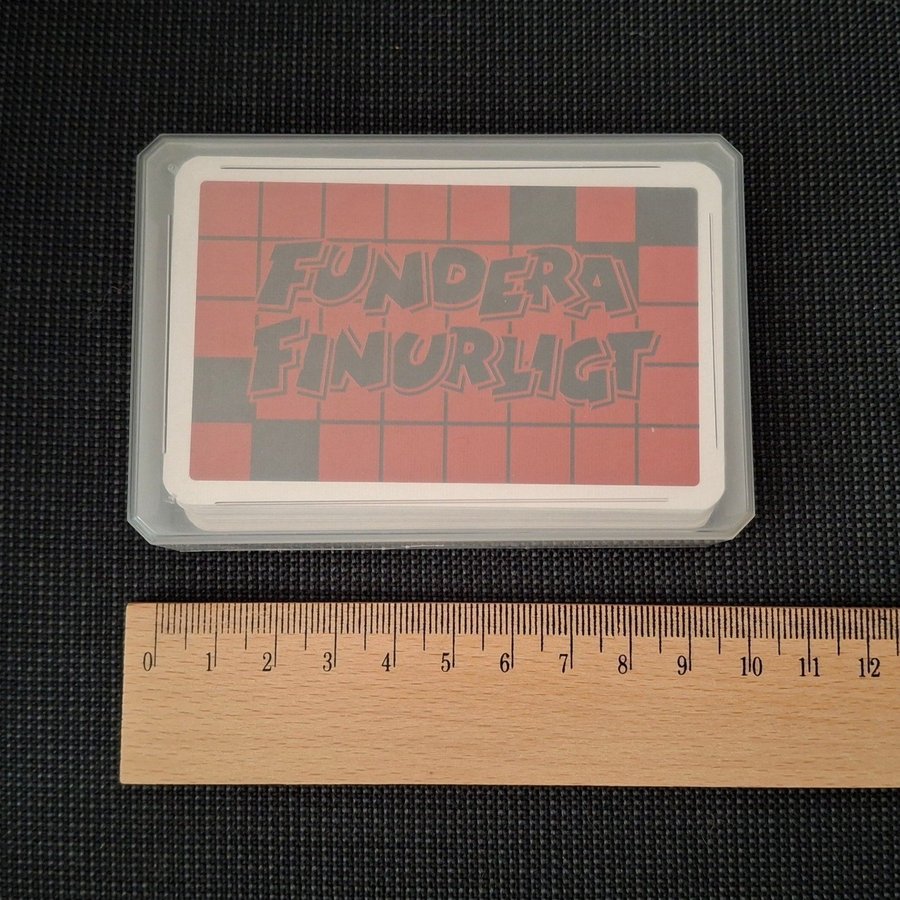 FUNDERA
FINURLIGT
0 1 2 3 4 5 6 7 8 9 10 11 12